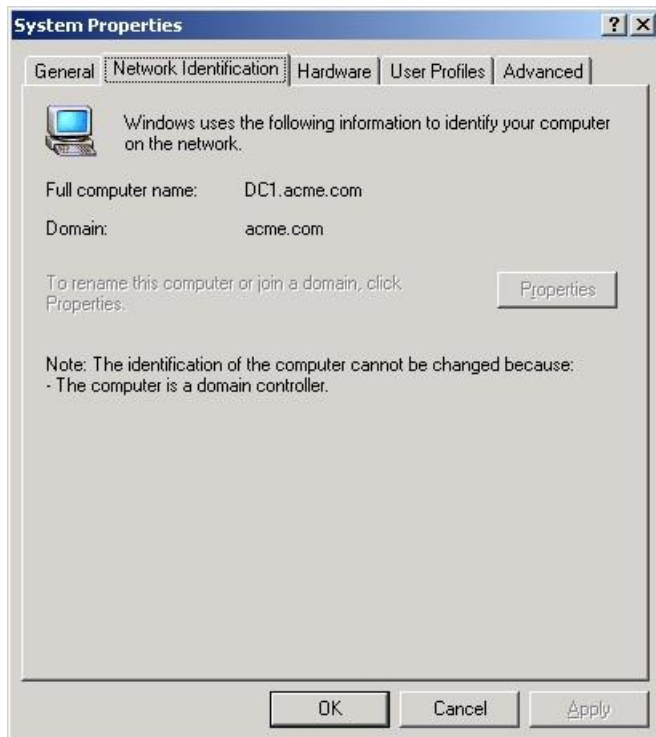 System Properties
General Network Identification Hardware User Profiles Advanced
Windows uses the following information to identify your computer
on the network.
Full computer name: DC1.acme.com
Domain: acme.com
To rename this computer or join a domain, click
Properties.
Properties
Note: The identification of the computer cannot be changed because:
- The computer is a domain controller.
OK Cancel Apply